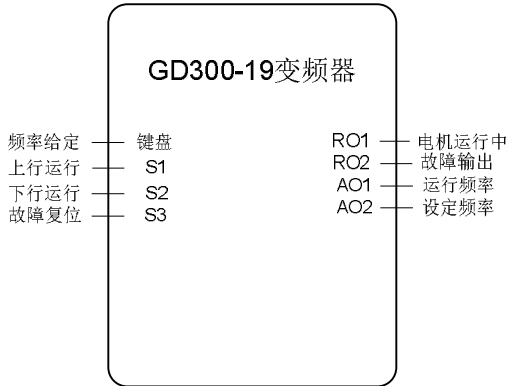 GD300-19变频器
频率给定 键盘 RO1 电机运行中
上行运行 S1 RO2 故障输出
下行运行 S2 AO1 运行频率
故障复位 S3 AO2 设定频率